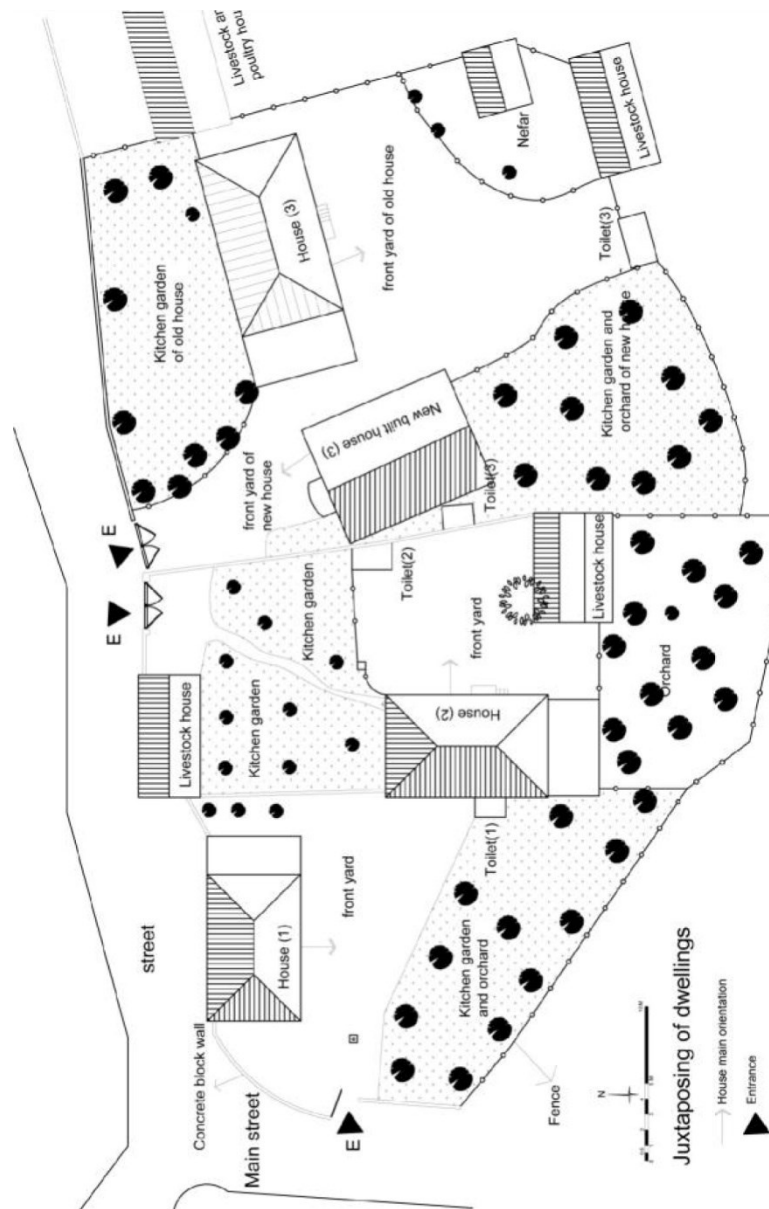 Livestock an
poultry hou
Nefar
Livestock house
House (3)
front yard of old house
Kitchen garden
of old house
Toilet(3)
Kitchen garden and
orchard of new house
New built house (3)
front yard of
new house
Toilet(3)
E
E
Toilet(2)
Kitchen garden
Livestock house
front yard
Livestock house
Kitchen garden
House (2)
Orchard
street
Toilet(1)
front yard
House (1)
Kitchen garden
and orchard
Concrete block wall
Main street
E
Fence
N
10M
Juxtaposing of dwellings
House main orientation
Entrance